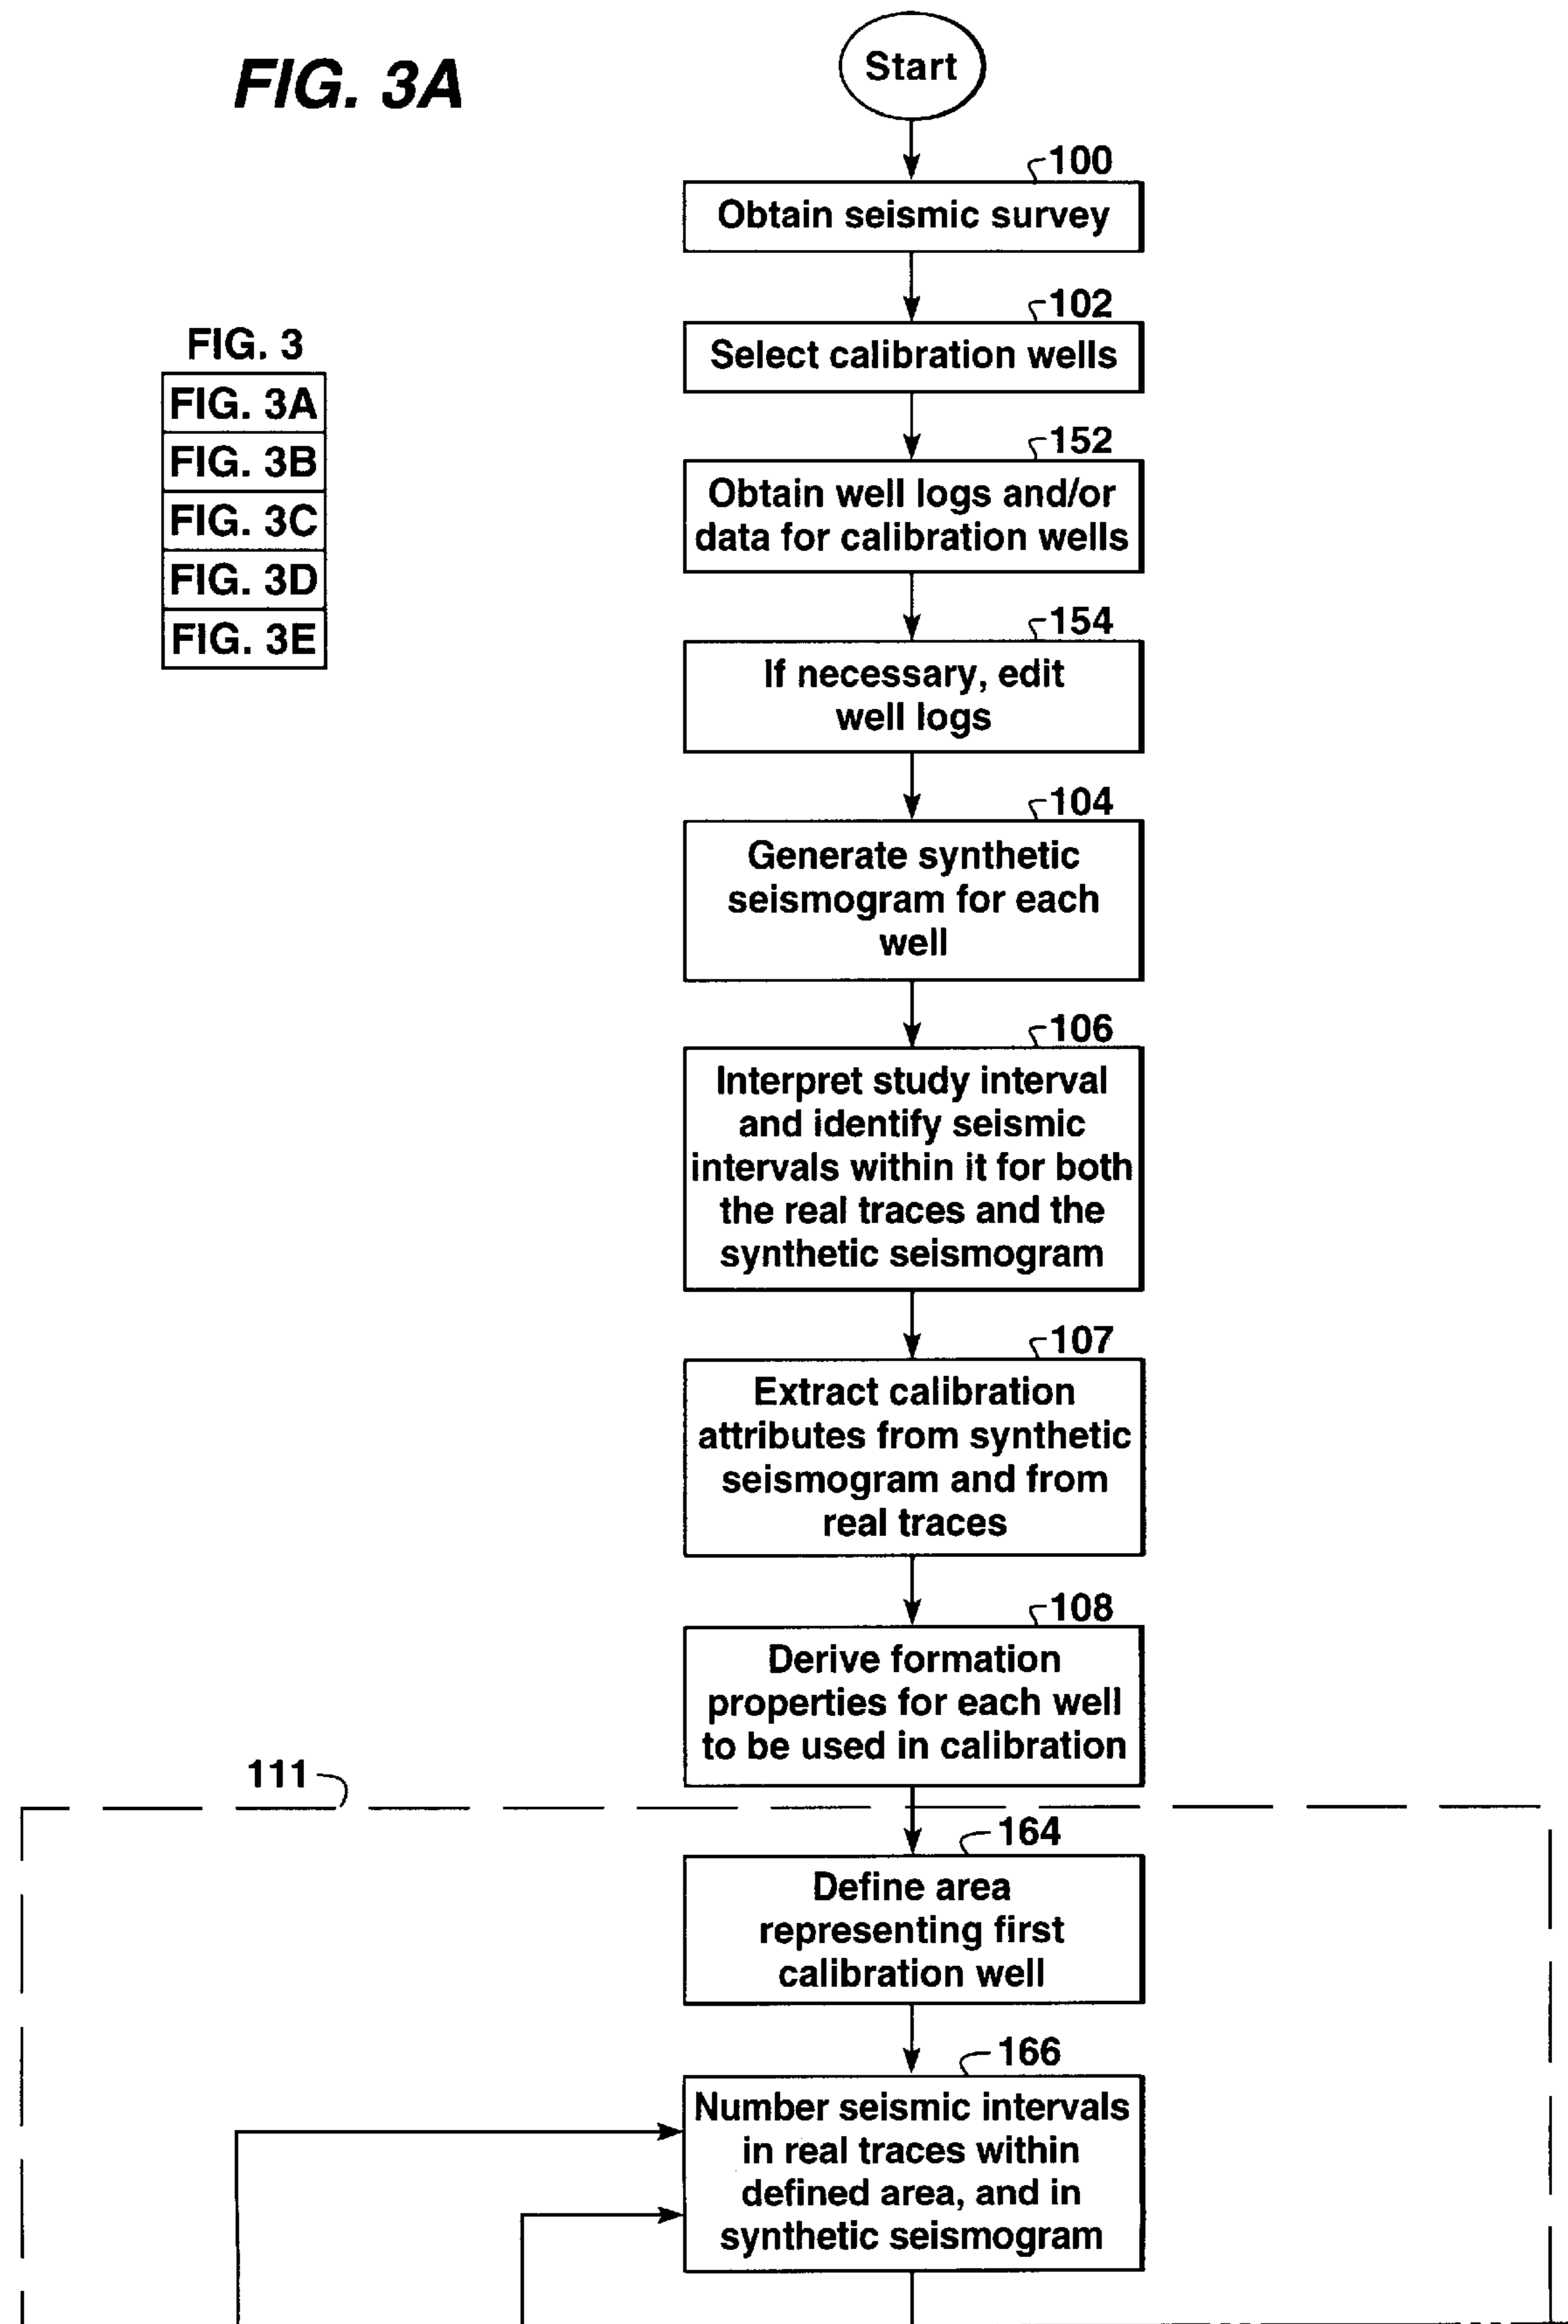 FIG. 3A
Start
100
Obtain seismic survey
102
Select calibration wells
FIG. 3
FIG. 3A
FIG. 3B
FIG. 3C
FIG. 3D
FIG. 3E
152
Obtain well logs and/or
data for calibration wells
154
If necessary, edit
well logs
104
Generate synthetic
seismogram for each
well
106
Interpret study interval
and identify seismic
intervals within it for both
the real traces and the
synthetic seismogram
107
Extract calibration
attributes from synthetic
seismogram and from
real traces
108
Derive formation
properties for each well
to be used in calibration
111
164
Define area
representing first
calibration well
166
Number seismic intervals
in real traces within
defined area, and in
synthetic seismogram